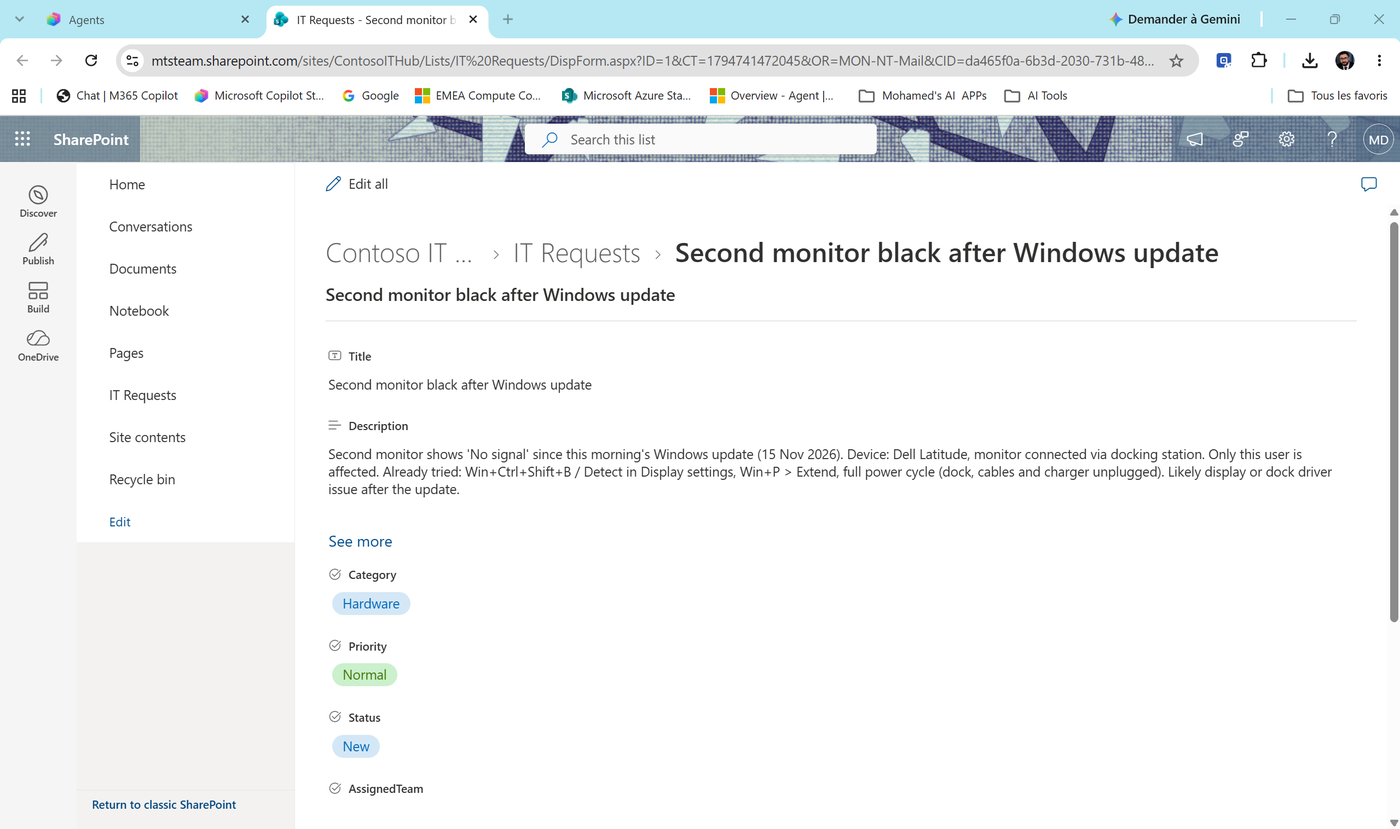 Agents
IT Requests - Second monitor b
Demander à Gemini
mtsteam.sharepoint.com/sites/ContosoITHub/Lists/IT%20Requests/DispForm.aspx?ID=1&CT=1794741472045&OR=MON-NT-Mail&CID=da465f0a-6b3d-2030-731b-48...
Chat | M365 Copilot
Microsoft Copilot St...
Google
EMEA Compute Co...
Microsoft Azure Sta...
Overview - Agent |...
Mohamed's AI APPs
AI Tools
Tous les favoris
SharePoint
Search this list
MD
Discover
Publish
Build
OneDrive
Home
Conversations
Documents
Notebook
Pages
IT Requests
Site contents
Recycle bin
Edit
Return to classic SharePoint
Edit all
Contoso IT ... > IT Requests > Second monitor black after Windows update
Second monitor black after Windows update
Title
Second monitor black after Windows update
Description
Second monitor shows 'No signal' since this morning's Windows update (15 Nov 2026). Device: Dell Latitude, monitor connected via docking station. Only this user is
affected. Already tried: Win+Ctrl+Shift+B / Detect in Display settings, Win+P > Extend, full power cycle (dock, cables and charger unplugged). Likely display or dock driver
issue after the update.
See more
Category
Hardware
Priority
Normal
Status
New
AssignedTeam